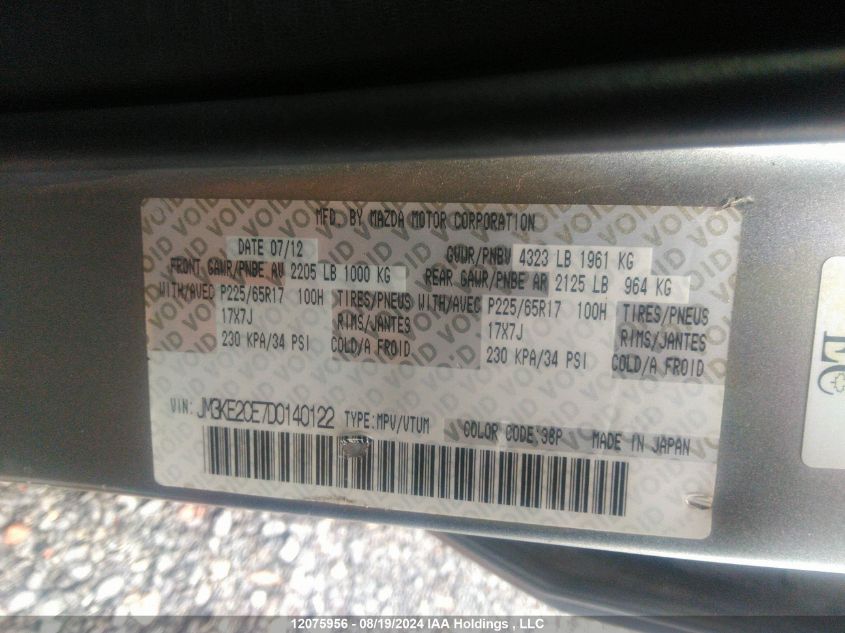 MFD. BY MAZDA MOTOR CORPORATION
DATE 07/12 GVWR/PNBV 4323 LB 1961 KG
FRONT GAWR/PNBE AV 2205 LB 1000 KG REAR GAWR/PNBE AR 2125 LB 964 KG
WITH/AVEC P225/65R17 100H TIRES/PNEUS WITH/AVEC P225/65R17 100H TIRES/PNEUS
17X7J RIMS/JANTES 17X7J RIMS/JANTES
230 KPA/34 PSI COLD/A FROID 230 KPA/34 PSI COLD/A FROID
VIN: JM3KE2CE7D0140122 TYPE:MPV/VTUM COLOR CODE:38P MADE IN JAPAN
EC
12075956 - 08/19/2024 IAA Holdings, LLC